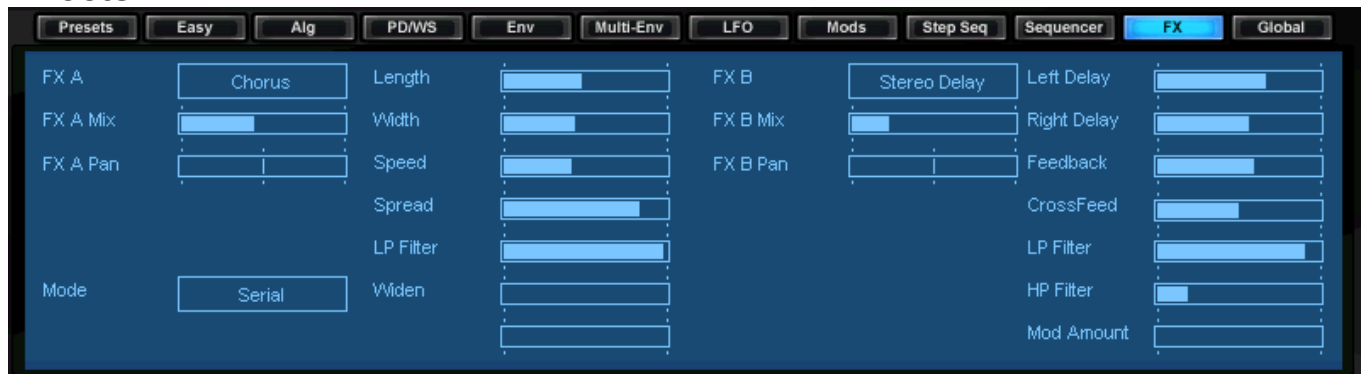 Presets Easy Alg PD/WS Env Multi-Env LFO Mods Step Seq Sequencer FX Global
FX A Chorus Length FX B Stereo Delay Left Delay
FX A Mix Width FX B Mix Right Delay
FX A Pan Speed FX B Pan Feedback
Spread CrossFeed
LP Filter LP Filter
Mode Serial Widen HP Filter
Mod Amount